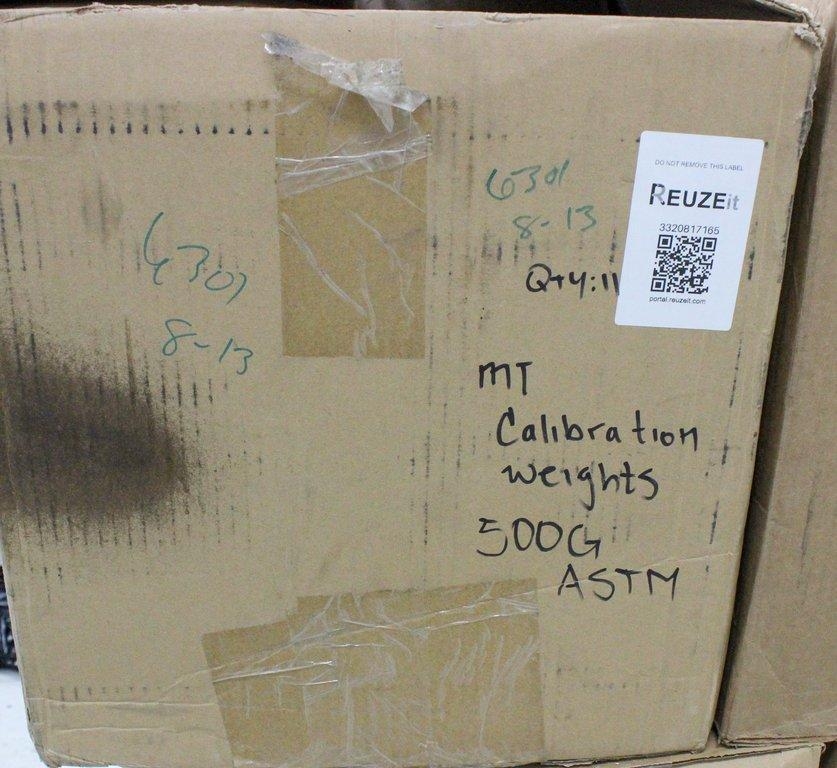 DO NOT REMOVE THIS LABEL
REUZEit
3320817165
portal.reuzeit.com
6301
8-13
6301
8-13
Qty:11
MT
Calibration
Weights
500G
ASTM